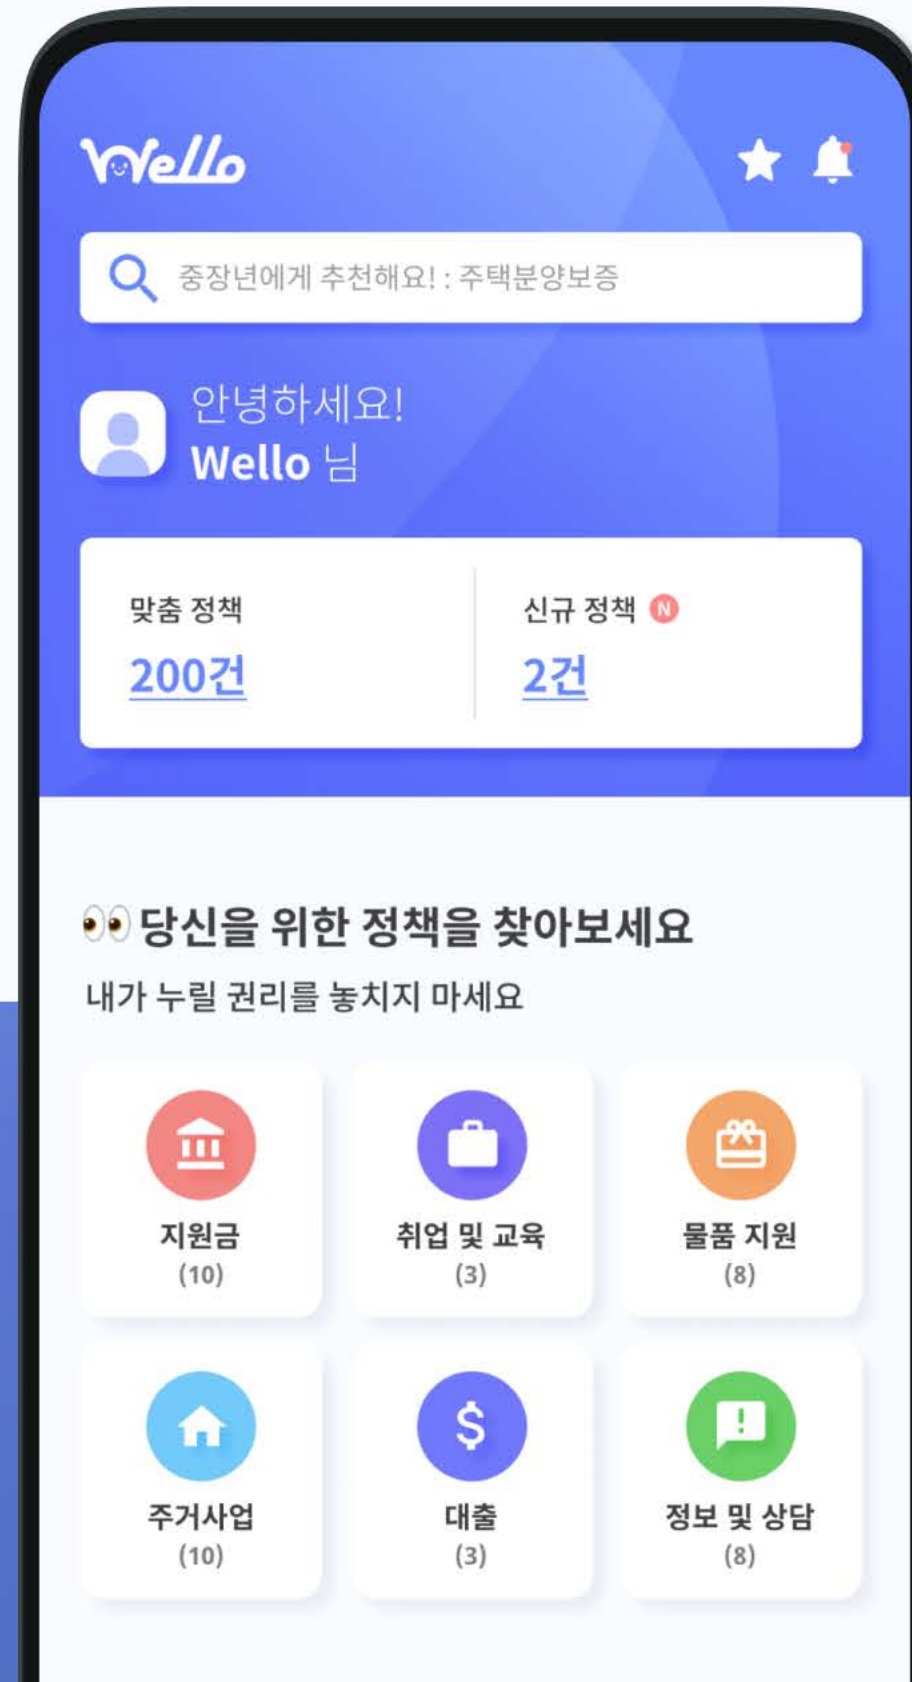 Wello
중장년에게 추천해요! : 주택분양보증
안녕하세요!
Wello 님
맞춤 정책
신규 정책 N
200건
2건
👀 당신을 위한 정책을 찾아보세요
내가 누릴 권리를 놓치지 마세요
지원금
(10)
취업 및 교육
(3)
물품 지원
(8)
주거사업
(10)
대출
(3)
정보 및 상담
(8)